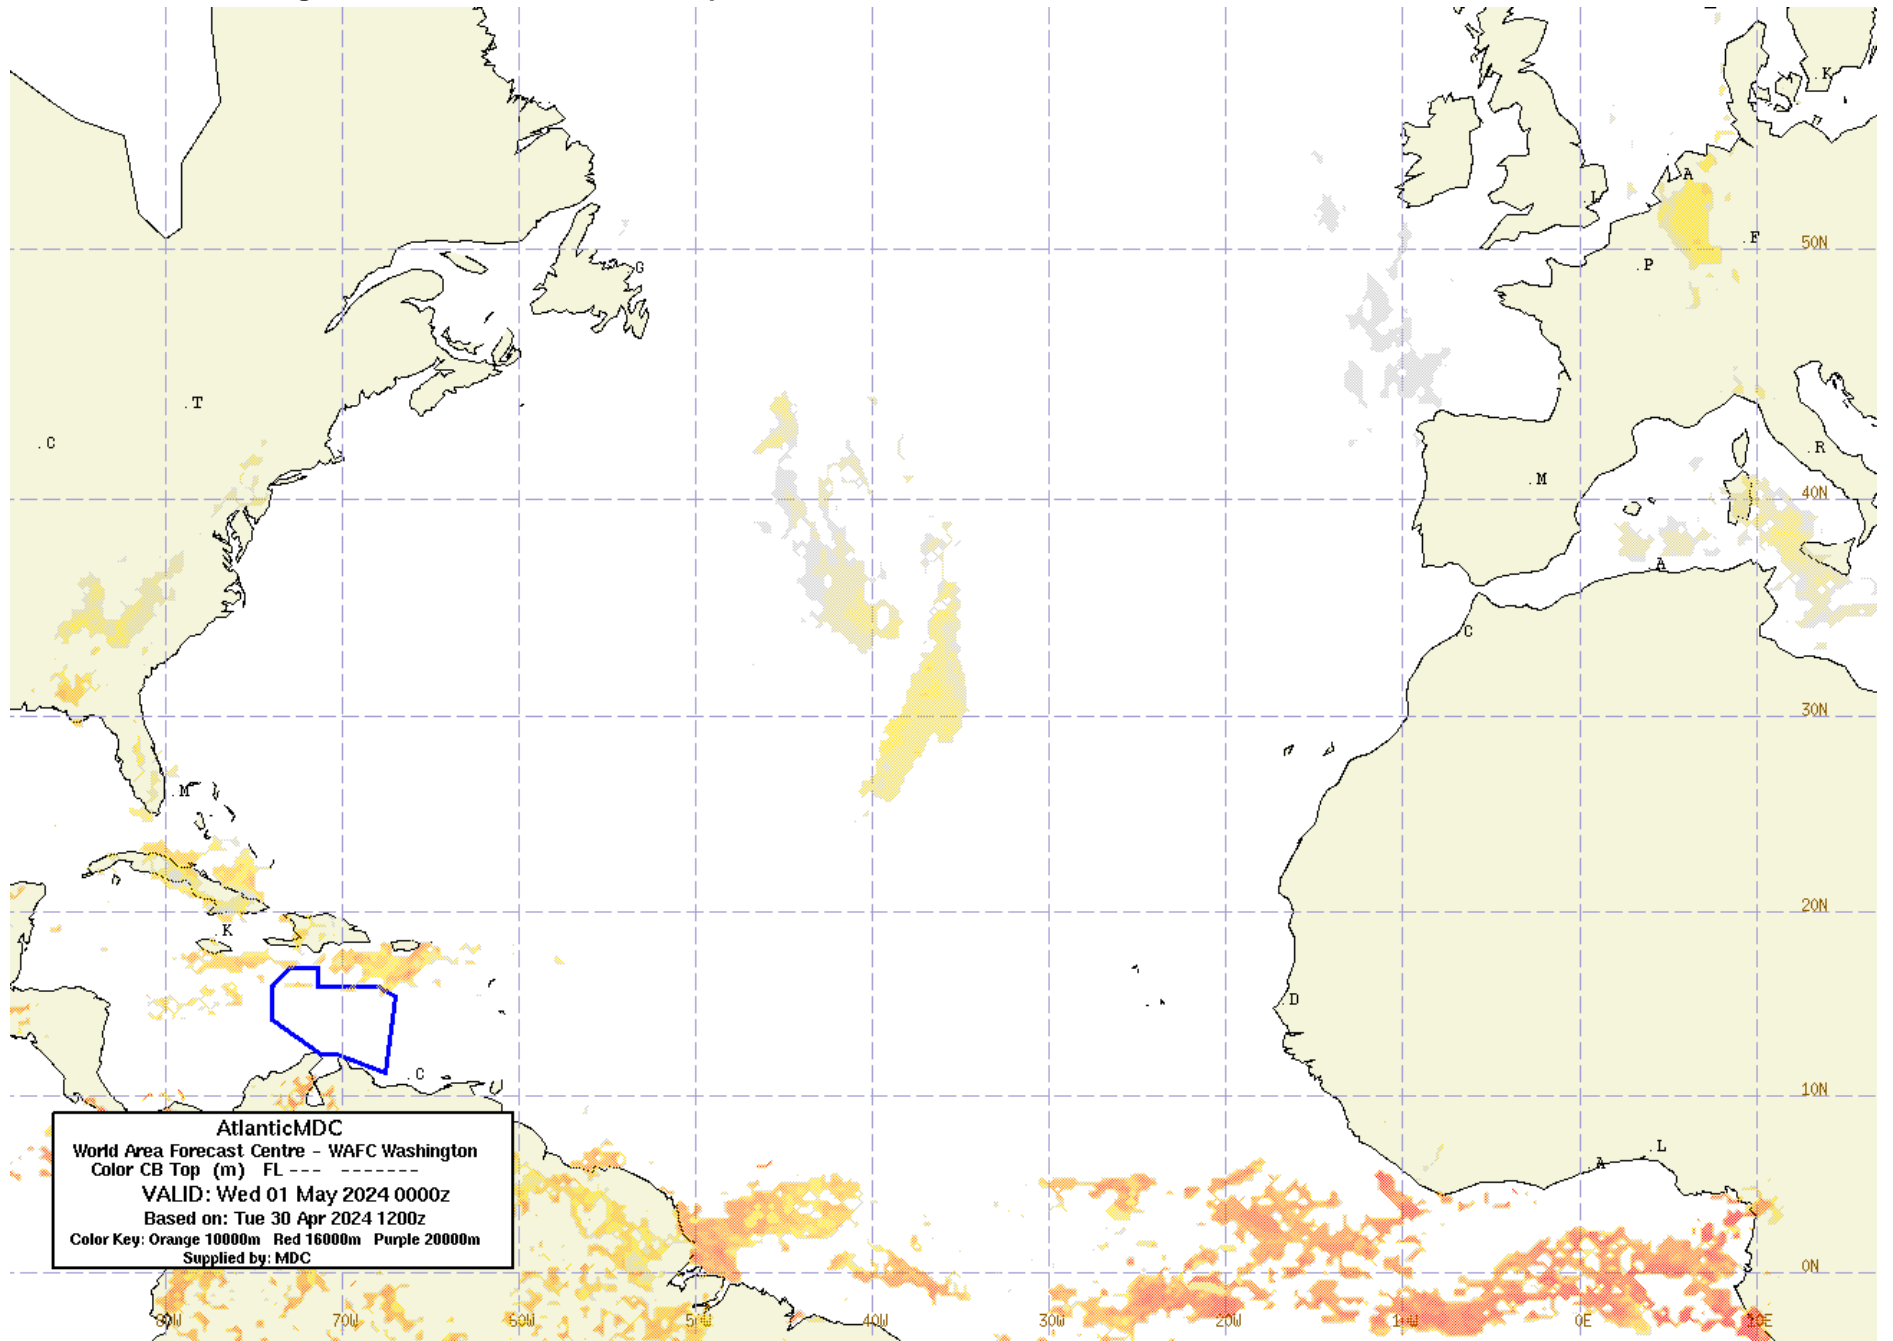 K
A
L
F
50N
G
P
T
C
R
M
40N
A
C
30N
M
20N
K
D
C
10N
AtlanticMDC
World Area Forecast Centre - WAFC Washington
Color CB Top (m) FL --- -------
VALID: Wed 01 May 2024 0000z
Based on: Tue 30 Apr 2024 1200z
Color Key: Orange 10000m Red 16000m Purple 20000m
Supplied by: MDC
L
A
0N
80W 70W 60W 50W 40W 30W 20W 10W 0E 10E